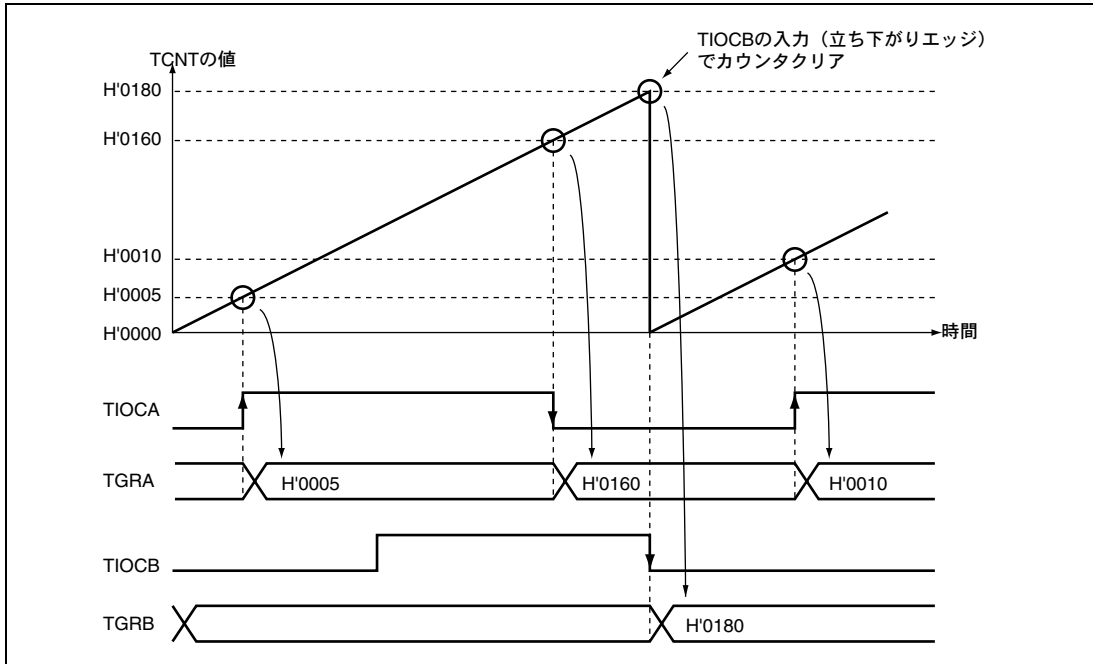 TIOCBの入力（立ち下がりエッジ）
でカウンタクリア
TCNTの値
H'0180
H'0160
H'0010
H'0005
H'0000
時間
TIOCA
TGRA
H'0005
H'0160
H'0010
TIOCB
TGRB
H'0180